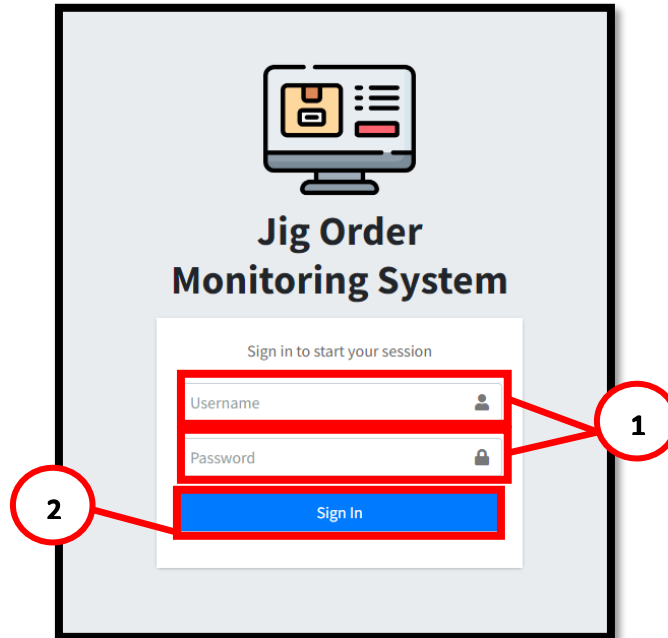 Jig Order
Monitoring System
Sign in to start your session
Username
Password
1
2
Sign In